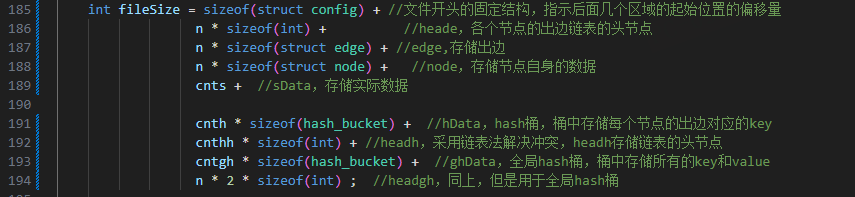 185 int fileSize = sizeof(struct config) + //文件开头的固定结构，指示后面几个区域的起始位置的偏移量
186 n * sizeof(int) + //heade，各个节点的出边链表的头节点
187 n * sizeof(struct edge) + //edge,存储出边
188 n * sizeof(struct node) + //node，存储节点自身的数据
189 cnts + //sData，存储实际数据
190
191 cnth * sizeof(hash_bucket) + //hData，hash桶，桶中存储每个节点的出边对应的key
192 cnthh * sizeof(int) + //headh，采用链表法解决冲突，headh存储链表的头节点
193 cntgh * sizeof(hash_bucket) + //ghData，全局hash桶，桶中存储所有的key和value
194 n * 2 * sizeof(int) ; //headgh，同上，但是用于全局hash桶